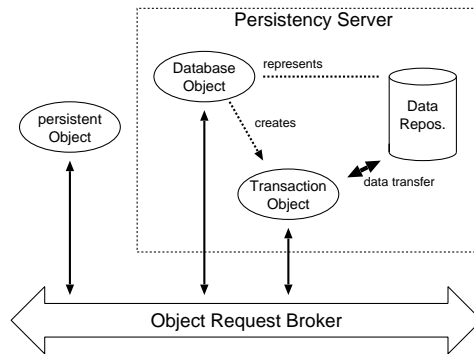 Persistency Server
Database
Object
represents
Data
Repos.
persistent
Object
creates
Transaction
Object
data transfer
Object Request Broker